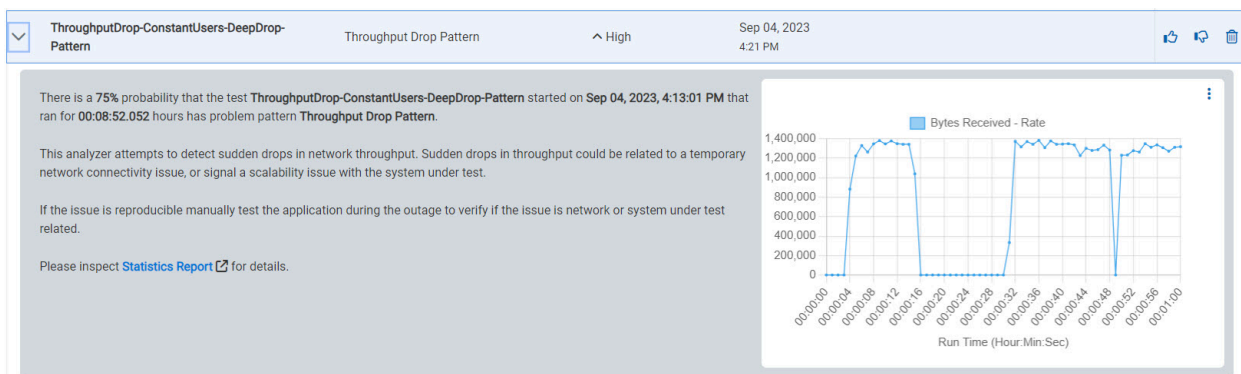 ThroughputDrop-ConstantUsers-DeepDrop-
Pattern
Throughput Drop Pattern
High
Sep 04, 2023
4:21 PM
There is a 75% probability that the test ThroughputDrop-ConstantUsers-DeepDrop-Pattern started on Sep 04, 2023, 4:13:01 PM that
ran for 00:08:52.052 hours has problem pattern Throughput Drop Pattern.
This analyzer attempts to detect sudden drops in network throughput. Sudden drops in throughput could be related to a temporary
network connectivity issue, or signal a scalability issue with the system under test.
If the issue is reproducible manually test the application during the outage to verify if the issue is network or system under test
related.
Please inspect Statistics Report for details.
Bytes Received - Rate
1,400,000
1,200,000
1,000,000
800,000
600,000
400,000
200,000
0
00:00:00
00:00:04
00:00:08
00:00:12
00:00:16
00:00:20
00:00:24
00:00:28
00:00:32
00:00:36
00:00:40
00:00:44
00:00:48
00:00:52
00:00:56
00:01:00
Run Time (Hour:Min:Sec)